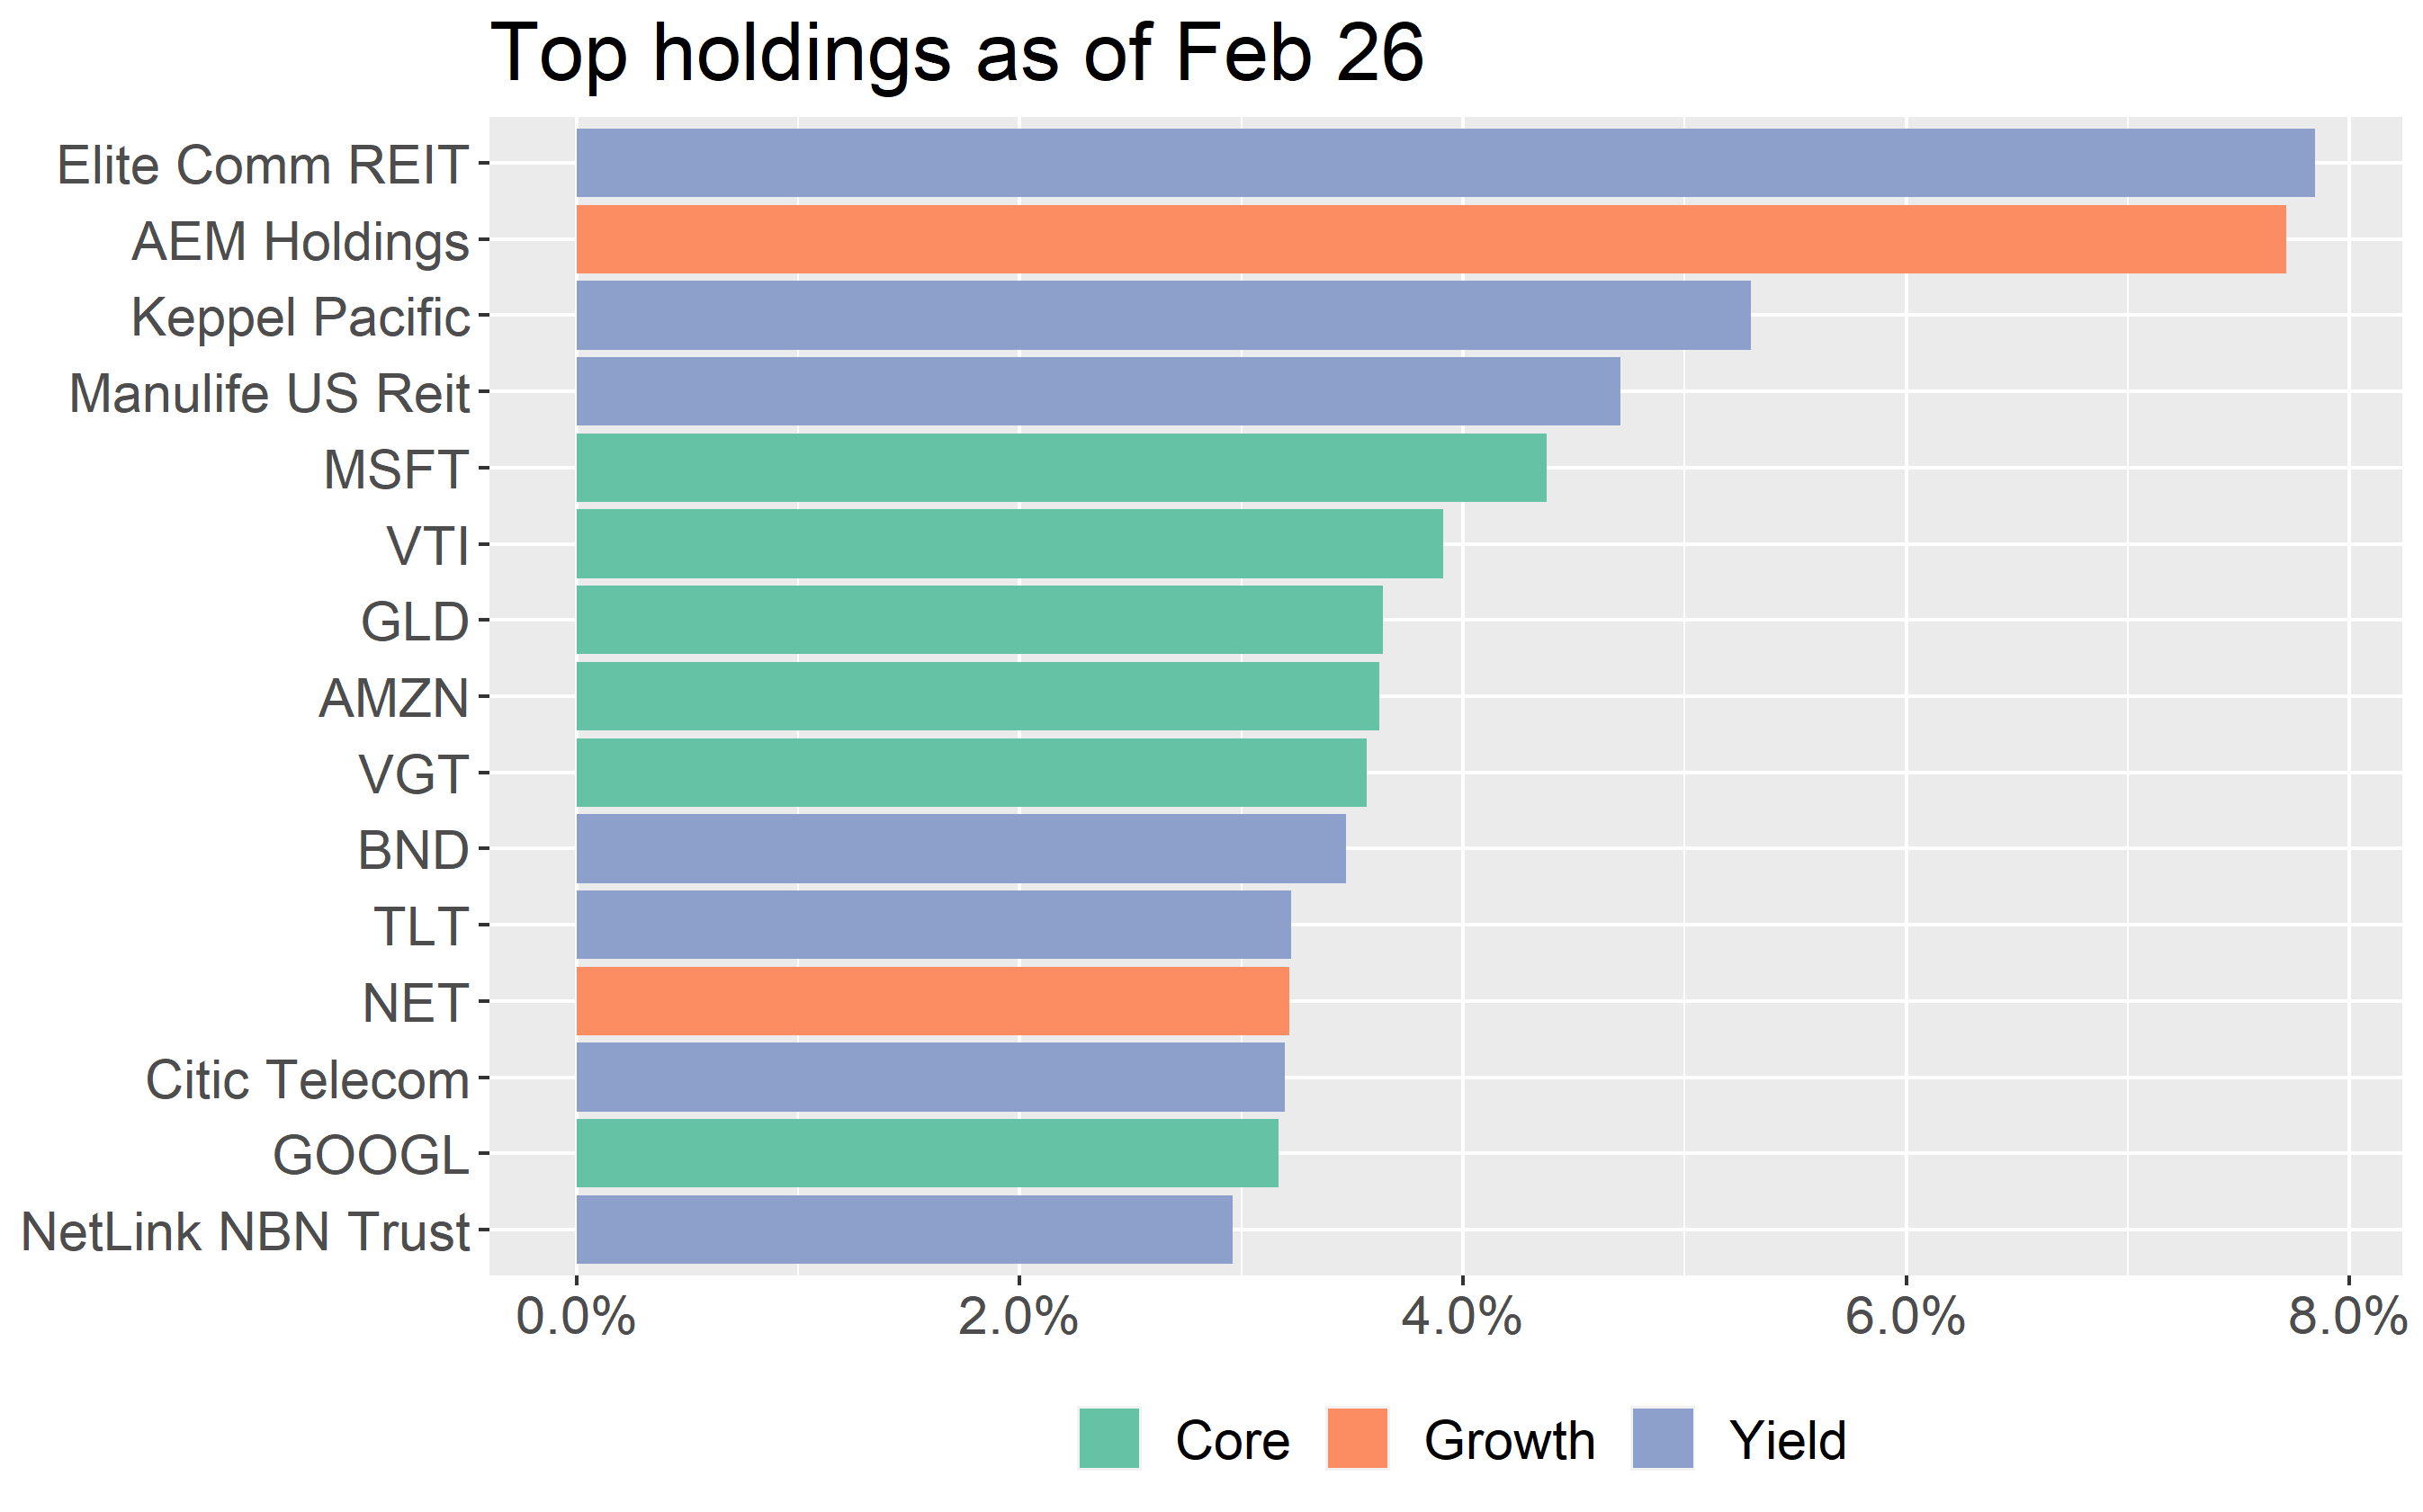 Top holdings as of Feb 26
Elite Comm REIT
AEM Holdings
Keppel Pacific
Manulife US Reit
MSFT
VTI
GLD
AMZN
VGT
BND
TLT
NET
Citic Telecom
GOOGL
NetLink NBN Trust
0.0% 2.0% 4.0% 6.0% 8.0%
Core Growth Yield